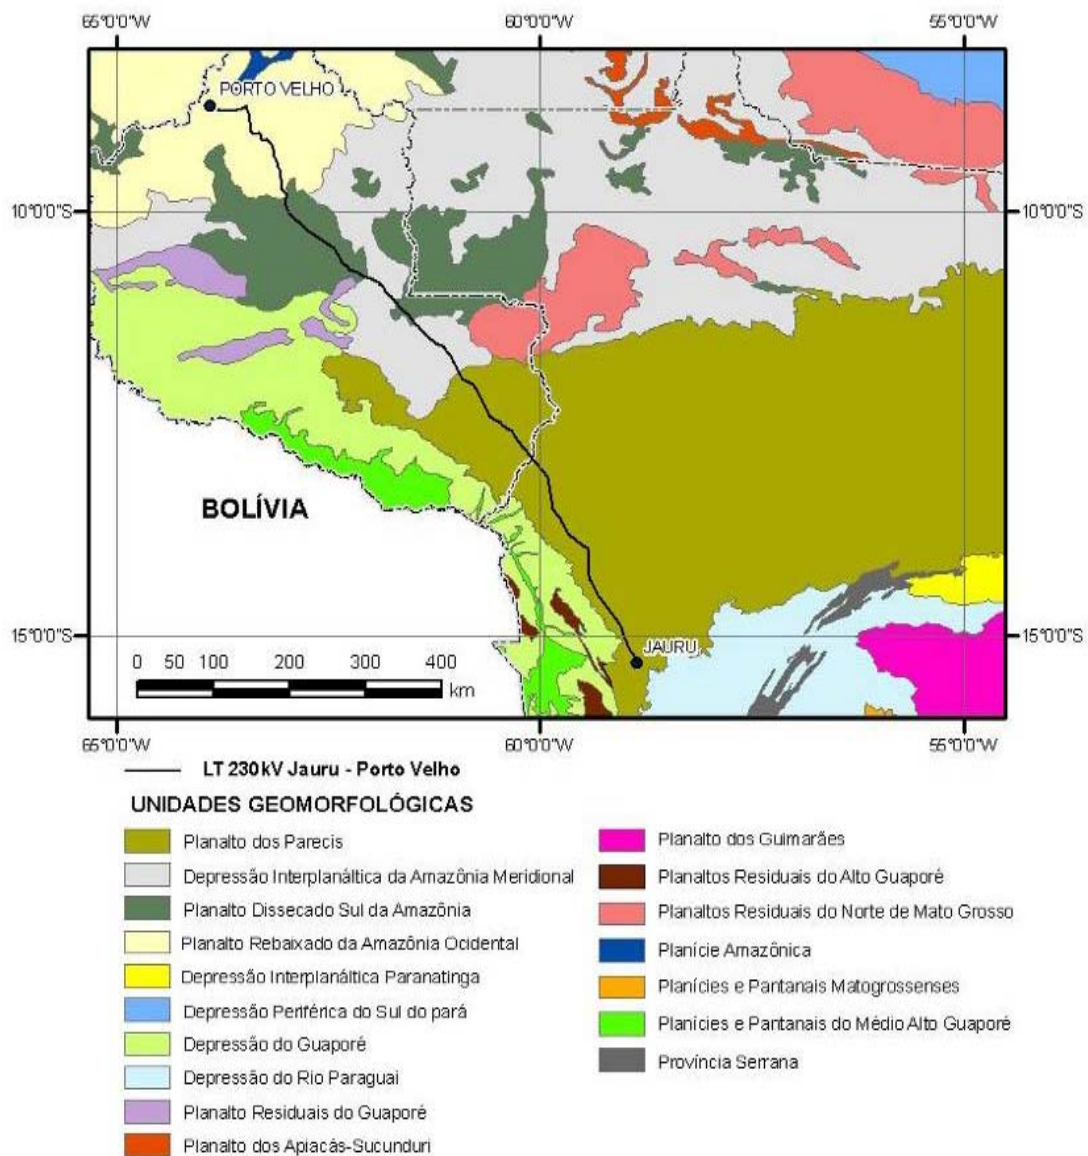 65°0'0"W 60°0'0"W 55°0'0"W
PORTO VELHO
10°0'0"S 10°0'0"S
BOLÍVIA
15°0'0"S 15°0'0"S
JAURU
0 50 100 200 300 400
km
65°0'0"W 60°0'0"W 55°0'0"W
LT 230kV Jauru - Porto Velho
UNIDADES GEOMORFOLÓGICAS
Planalto dos Parecis
Depressão Interplanáltica da Amazônia Meridional
Planalto Dissecado Sul da Amazônia
Planalto Rebaixado da Amazônia Ocidental
Depressão Interplanáltica Paranatinga
Depressão Periférica do Sul do pará
Depressão do Guaporé
Depressão do Rio Paraguai
Planalto Residuais do Guaporé
Planalto dos Apiacás-Sucunduri
Planalto dos Guimarães
Planaltos Residuais do Alto Guaporé
Planaltos Residuais do Norte de Mato Grosso
Planície Amazônica
Planícies e Pantanais Matogrossenses
Planícies e Pantanais do Médio Alto Guaporé
Província Serrana